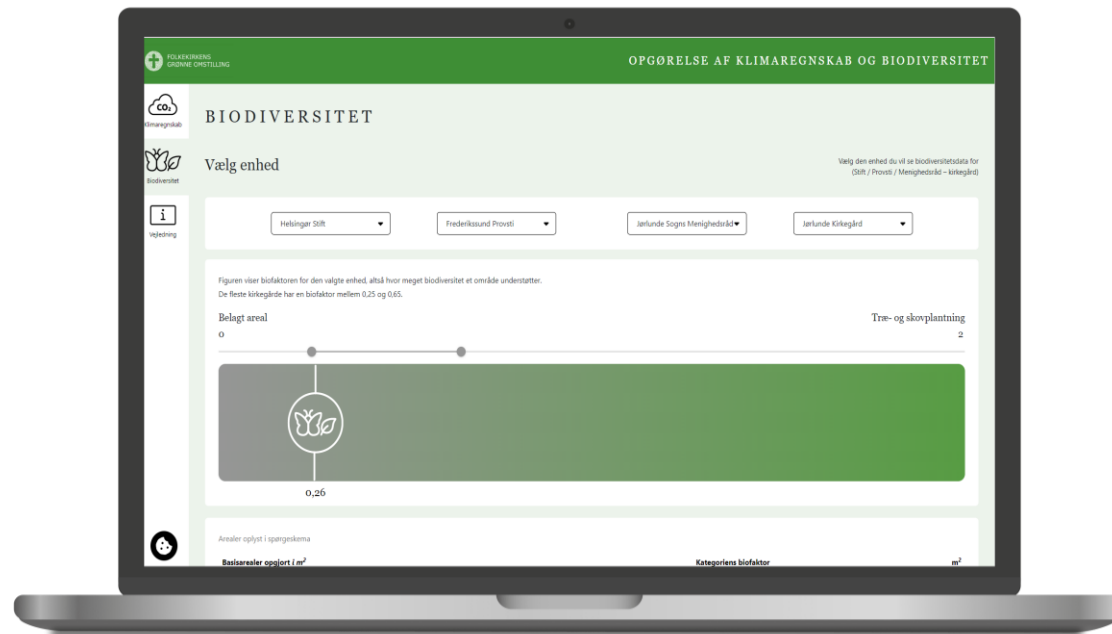 FOLKEKIRKENS
GRØNNE OMSTILLING
OPGØRELSE AF KLIMAREGNSKAB OG BIODIVERSITET
CO₂
Klimaregnskab
Biodiversitet
i
Vejledning
BIODIVERSITET
Vælg enhed
Vælg den enhed du vil se biodiversitetsdata for
(Stift / Provsti / Menighedsråd – kirkegård)
Helsingør Stift
Frederikssund Provsti
Jørlunde Sogns Menighedsråd
Jørlunde Kirkegård
Figuren viser biofaktoren for den valgte enhed, altså hvor meget biodiversitet et område understøtter.
De fleste kirkegårde har en biofaktor mellem 0,25 og 0,65.
Belagt areal
0
Træ- og skovplantning
2
0,26
Arealer oplyst i spørgeskema
Basisarealer opgjort i m²
Kategoriens biofaktor
m²